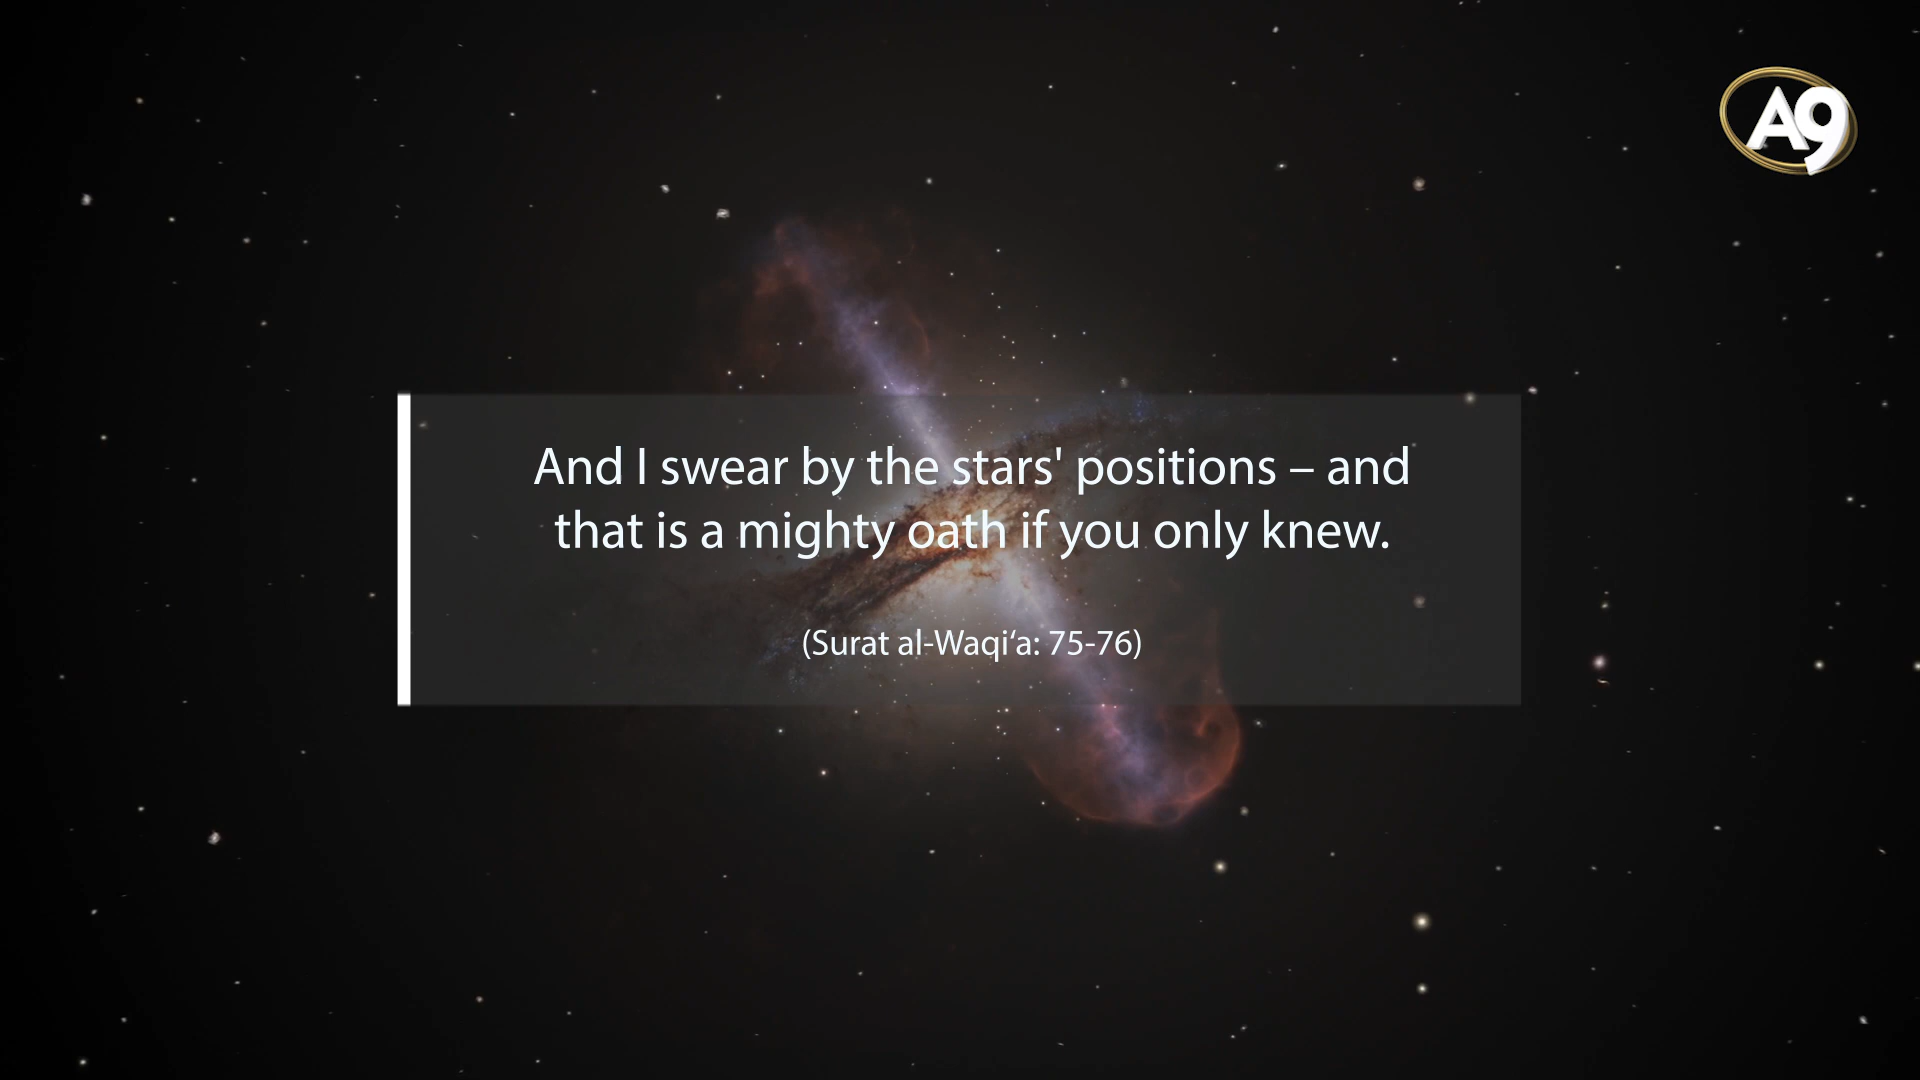 A9
And I swear by the stars' positions – and
that is a mighty oath if you only knew.
(Surat al-Waqi‘a: 75-76)